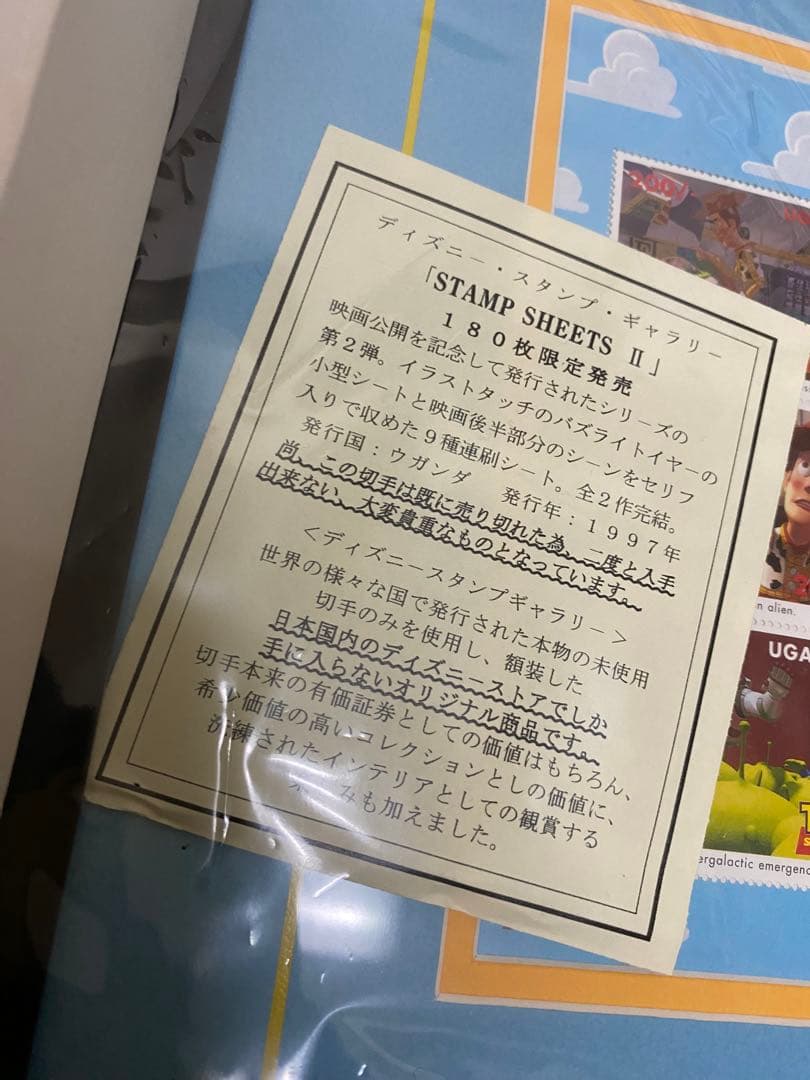 ディズニー・スタンプ・ギャラリー
「STAMP SHEETS Ⅱ」
180枚限定発売
映画公開を記念して発行されたシリーズの
第2弾。イラストタッチのバズライトイヤーの
小型シートと映画後半部分のシーンをセリフ
入りで収めた9種連刷シート。全2作完結。
発行国:ウガンダ 発行年:1997年
尚、この切手は既に売り切れた為、二度と入手
出来ない、大変貴重なものとなっています。
<ディズニースタンプギャラリー>
世界の様々な国で発行された本物の未使用
切手のみを使用し、額装した
日本国内のディズニーストアでしか
手に入らないオリジナル商品です。
切手本来の有価証券としての価値はもちろん、
希少価値の高いコレクションとしの価値に、
洗練されたインテリアとしての観賞する
みも加えました。
200/
n alien.
UGA
ergalactic emergenc